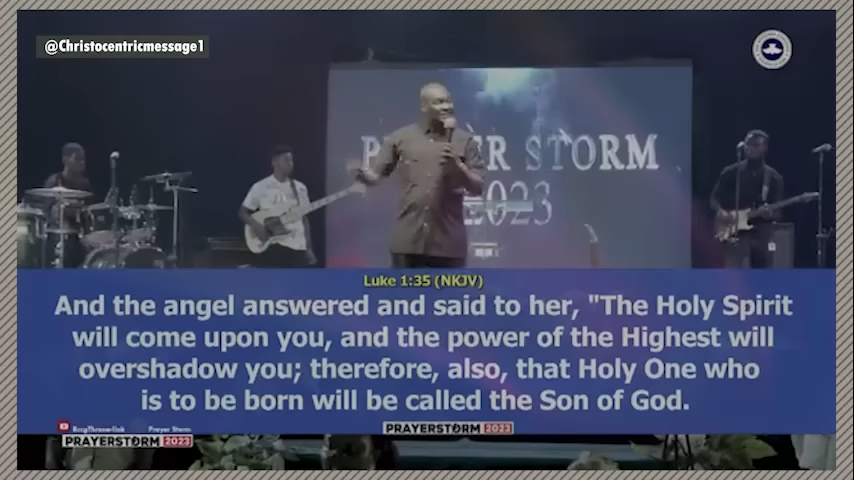 @Christocentricmessage1
PRAYER STORM
2023
Luke 1:35 (NKJV)
And the angel answered and said to her, "The Holy Spirit
will come upon you, and the power of the Highest will
overshadow you; therefore, also, that Holy One who
is to be born will be called the Son of God.
Prayer Storm
PRAYERSTORM 2023
PRAYERSTORM 2023